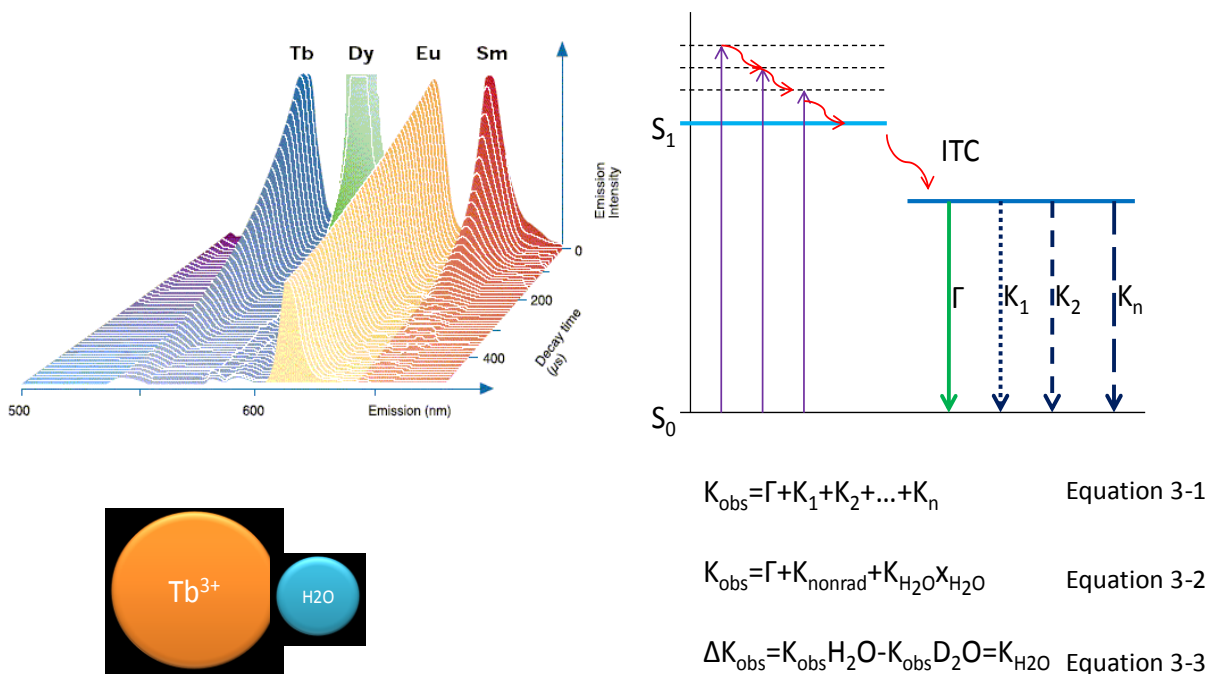 Tb Dy Eu Sm
Emission
Intensity
0
200
400
Decay time
(µs)
500
600
Emission (nm)
S1
ITC
Γ
K1
K2
Kn
S0
Tb3+
H2O
Kobs=Γ+K1+K2+...+Kn Equation 3-1
Kobs=Γ+Knonrad+KH2OxH2O Equation 3-2
ΔKobs=KobsH2O-KobsD2O=KH2O Equation 3-3